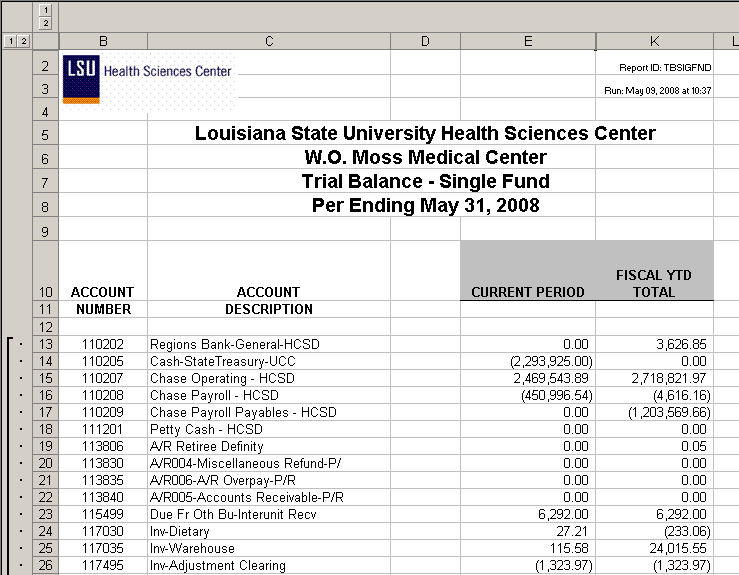 1
2
1 2 B C D E K L
2 LSU Health Sciences Center Report ID: TBSIGFND
3 Run: May 09, 2008 at 10:37
4
5 Louisiana State University Health Sciences Center
6 W.O. Moss Medical Center
7 Trial Balance - Single Fund
8 Per Ending May 31, 2008
9
FISCAL YTD
10 ACCOUNT ACCOUNT CURRENT PERIOD TOTAL
11 NUMBER DESCRIPTION
12
13 110202 Regions Bank-General-HCSD 0.00 3,626.85
14 110205 Cash-StateTreasury-UCC (2,293,925.00) 0.00
15 110207 Chase Operating - HCSD 2,469,543.89 2,718,821.97
16 110208 Chase Payroll - HCSD (450,996.54) (4,616.16)
17 110209 Chase Payroll Payables - HCSD 0.00 (1,203,569.66)
18 111201 Petty Cash - HCSD 0.00 0.00
19 113806 A/R Retiree Definity 0.00 0.05
20 113830 A/R004-Miscellaneous Refund-P/ 0.00 0.00
21 113835 A/R006-A/R Overpay-P/R 0.00 0.00
22 113840 A/R005-Accounts Receivable-P/R 0.00 0.00
23 115499 Due Fr Oth Bu-Interunit Recv 6,292.00 6,292.00
24 117030 Inv-Dietary 27.21 (233.06)
25 117035 Inv-Warehouse 115.58 24,015.55
26 117495 Inv-Adjustment Clearing (1,323.97) (1,323.97)